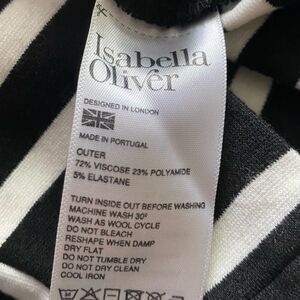 Isabella
Oliver
DESIGNED IN LONDON
MADE IN PORTUGAL
OUTER
72% VISCOSE 23% POLYAMIDE
5% ELASTANE
TURN INSIDE OUT BEFORE WASHING
MACHINE WASH 30°
WASH AS WOOL CYCLE
DO NOT BLEACH
RESHAPE WHEN DAMP
DRY FLAT
DO NOT TUMBLE DRY
DO NOT DRY CLEAN
COOL IRON